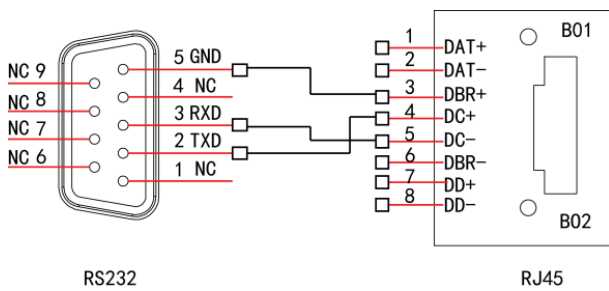 5 GND
NC 9
4 NC
NC 8
3 RXD
NC 7
2 TXD
NC 6
1 NC
RS232
1 DAT+
2 DAT-
3 DBR+
4 DC+
5 DC-
6 DBR-
7 DD+
8 DD-
B01
B02
RJ45